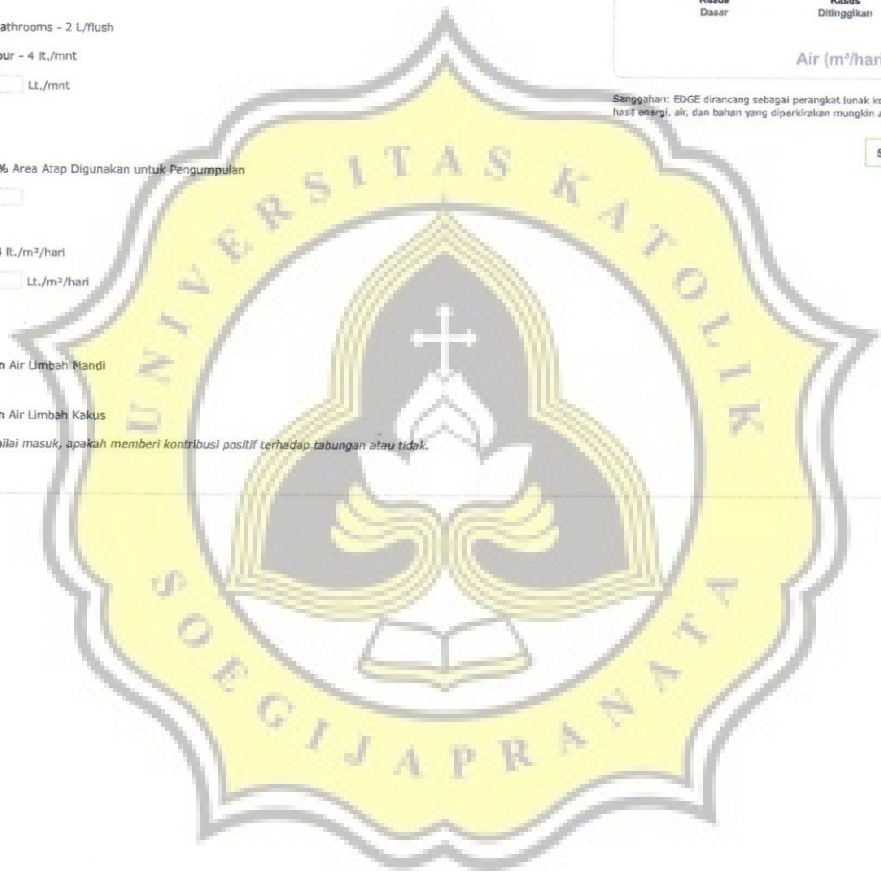 athrooms - 2 L/flush
ur - 4 lt./mnt
Lt./mnt
% Area Atap Digunakan untuk Pengumpulan
lt./m²/hari
Lt./m²/hari
n Air Limbah Mandi
n Air Limbah Kakus
ilai masuk, apakah memberi kontribusi positif terhadap tabungan atau tidak.
Kasus Dasar
Kasus Ditinggikan
Air (m³/hari
Sanggahan: EDGE dirancang sebagai perangkat lunak
hasil energi, air, dan bahan yang diperkirakan mungkin
UNIVERSITAS KATOLIK
SOEGIJAPRANATA